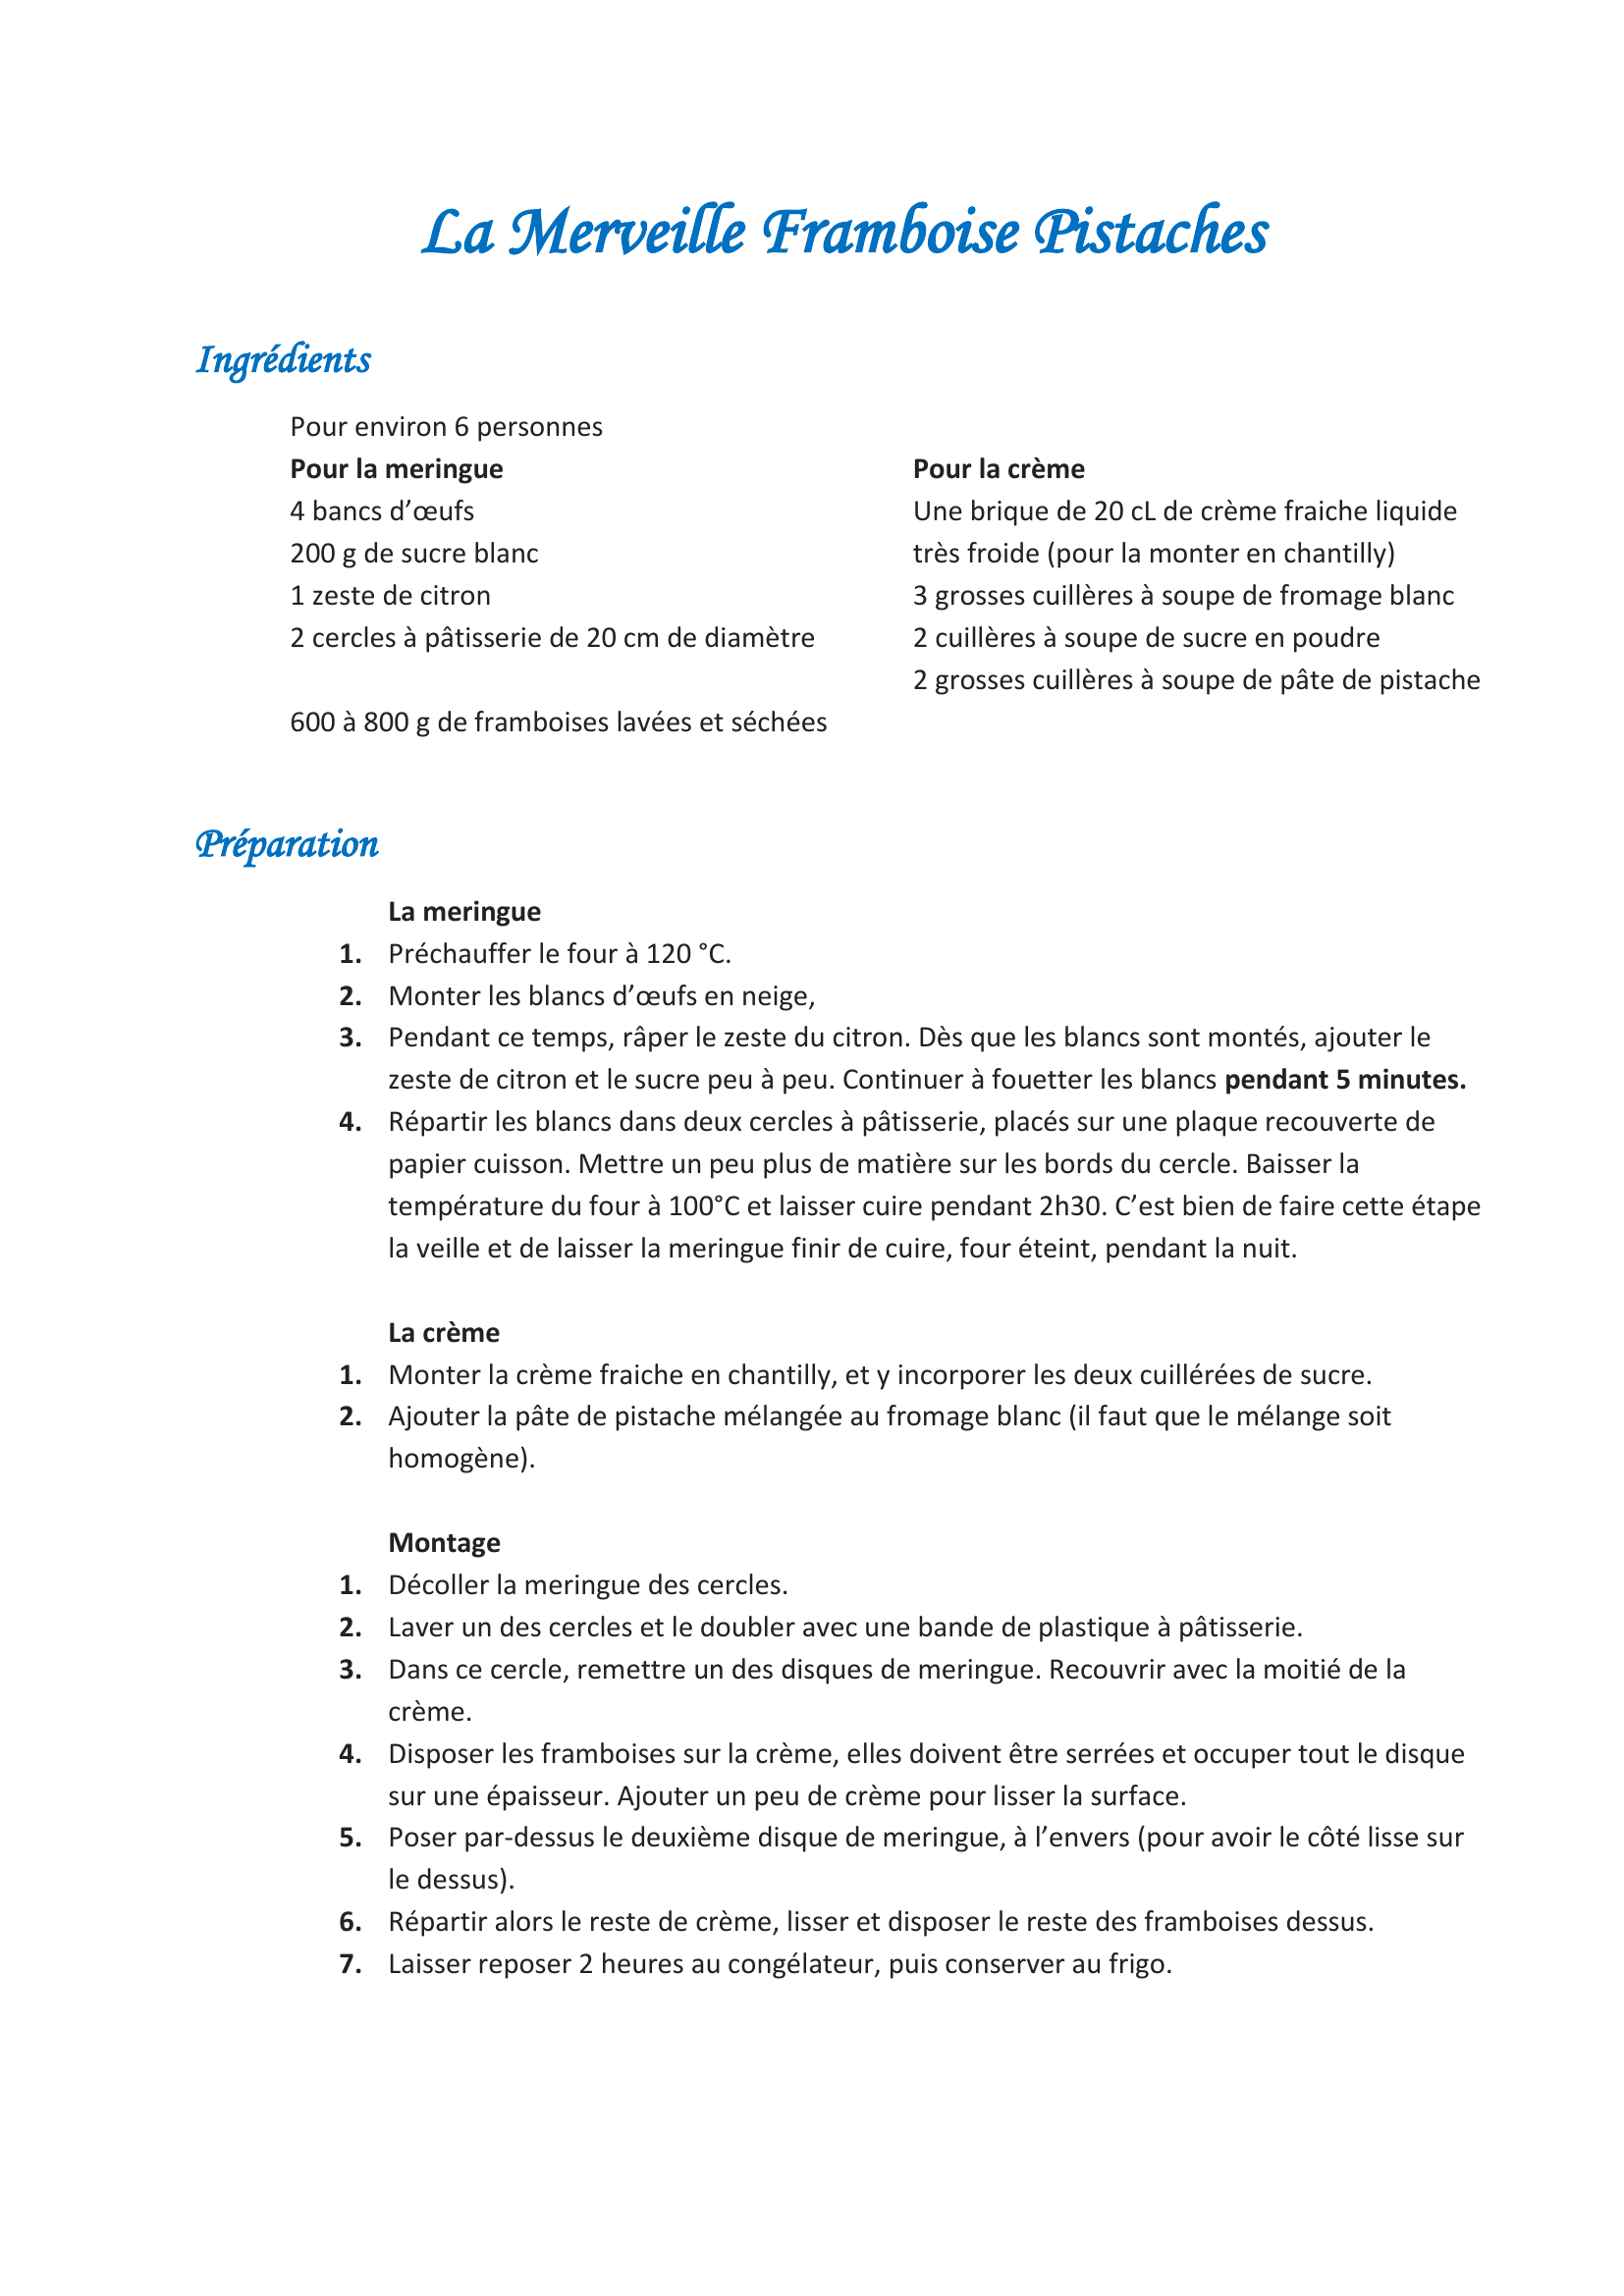 La Merveille Framboise Pistaches
Ingrédients
Pour environ 6 personnes
Pour la meringue
4 bancs d’œufs
200 g de sucre blanc
1 zeste de citron
2 cercles à pâtisserie de 20 cm de diamètre
600 à 800 g de framboises lavées et séchées
Pour la crème
Une brique de 20 cL de crème fraiche liquide
très froide (pour la monter en chantilly)
3 grosses cuillères à soupe de fromage blanc
2 cuillères à soupe de sucre en poudre
2 grosses cuillères à soupe de pâte de pistache
Préparation
La meringue
1. Préchauffer le four à 120 °C.
2. Monter les blancs d’œufs en neige,
3. Pendant ce temps, râper le zeste du citron. Dès que les blancs sont montés, ajouter le
zeste de citron et le sucre peu à peu. Continuer à fouetter les blancs pendant 5 minutes.
4. Répartir les blancs dans deux cercles à pâtisserie, placés sur une plaque recouverte de
papier cuisson. Mettre un peu plus de matière sur les bords du cercle. Baisser la
température du four à 100°C et laisser cuire pendant 2h30. C’est bien de faire cette étape
la veille et de laisser la meringue finir de cuire, four éteint, pendant la nuit.
La crème
1. Monter la crème fraiche en chantilly, et y incorporer les deux cuillérées de sucre.
2. Ajouter la pâte de pistache mélangée au fromage blanc (il faut que le mélange soit
homogène).
Montage
1. Décoller la meringue des cercles.
2. Laver un des cercles et le doubler avec une bande de plastique à pâtisserie.
3. Dans ce cercle, remettre un des disques de meringue. Recouvrir avec la moitié de la
crème.
4. Disposer les framboises sur la crème, elles doivent être serrées et occuper tout le disque
sur une épaisseur. Ajouter un peu de crème pour lisser la surface.
5. Poser par-dessus le deuxième disque de meringue, à l’envers (pour avoir le côté lisse sur
le dessus).
6. Répartir alors le reste de crème, lisser et disposer le reste des framboises dessus.
7. Laisser reposer 2 heures au congélateur, puis conserver au frigo.